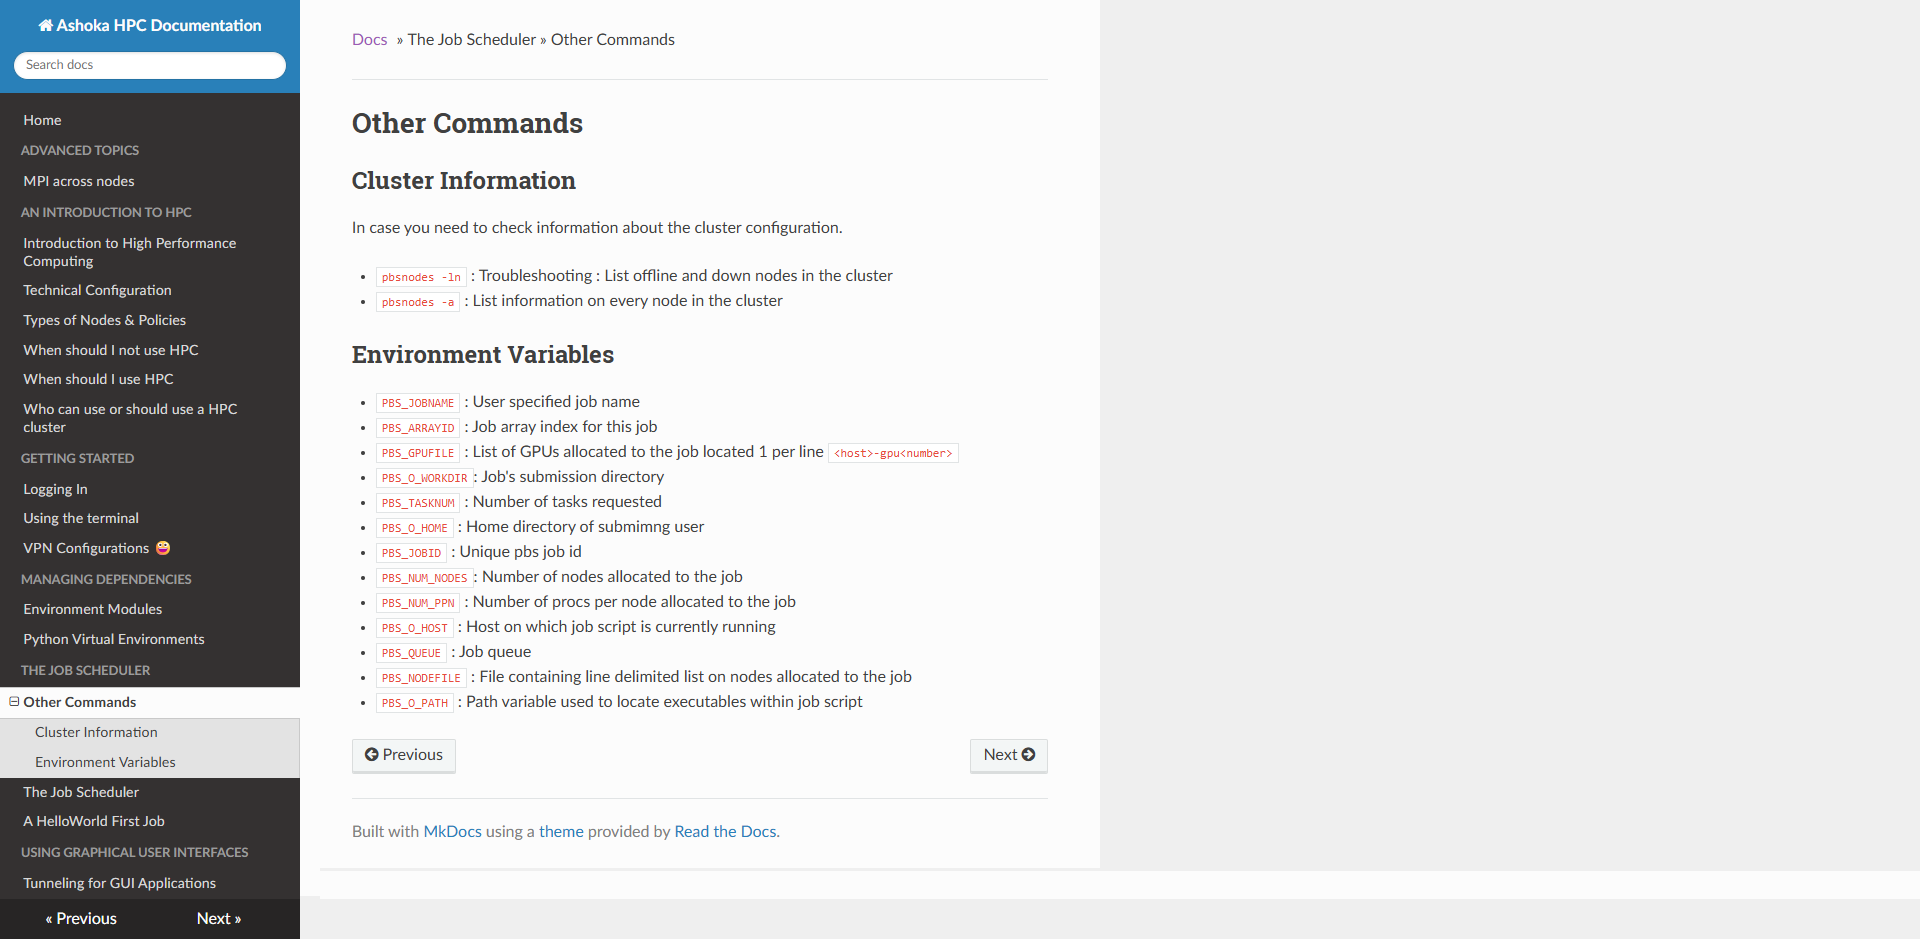 Ashoka HPC Documentation
Search docs
Home
ADVANCED TOPICS
MPI across nodes
AN INTRODUCTION TO HPC
Introduction to High Performance
Computing
Technical Configuration
Types of Nodes & Policies
When should I not use HPC
When should I use HPC
Who can use or should use a HPC
cluster
GETTING STARTED
Logging In
Using the terminal
VPN Configurations 😄
MANAGING DEPENDENCIES
Environment Modules
Python Virtual Environments
THE JOB SCHEDULER
Other Commands
Cluster Information
Environment Variables
The Job Scheduler
A HelloWorld First Job
USING GRAPHICAL USER INTERFACES
Tunneling for GUI Applications
« Previous Next »
Docs » The Job Scheduler » Other Commands
Other Commands
Cluster Information
In case you need to check information about the cluster configuration.
• pbsnodes -ln : Troubleshooting : List offline and down nodes in the cluster
• pbsnodes -a : List information on every node in the cluster
Environment Variables
• PBS_JOBNAME : User specified job name
• PBS_ARRAYID : Job array index for this job
• PBS_GPUFILE : List of GPUs allocated to the job located 1 per line <host>-gpu<number>
• PBS_O_WORKDIR : Job's submission directory
• PBS_TASKNUM : Number of tasks requested
• PBS_O_HOME : Home directory of submimng user
• PBS_JOBID : Unique pbs job id
• PBS_NUM_NODES : Number of nodes allocated to the job
• PBS_NUM_PPN : Number of procs per node allocated to the job
• PBS_O_HOST : Host on which job script is currently running
• PBS_QUEUE : Job queue
• PBS_NODEFILE : File containing line delimited list on nodes allocated to the job
• PBS_O_PATH : Path variable used to locate executables within job script
Previous Next
Built with MkDocs using a theme provided by Read the Docs.